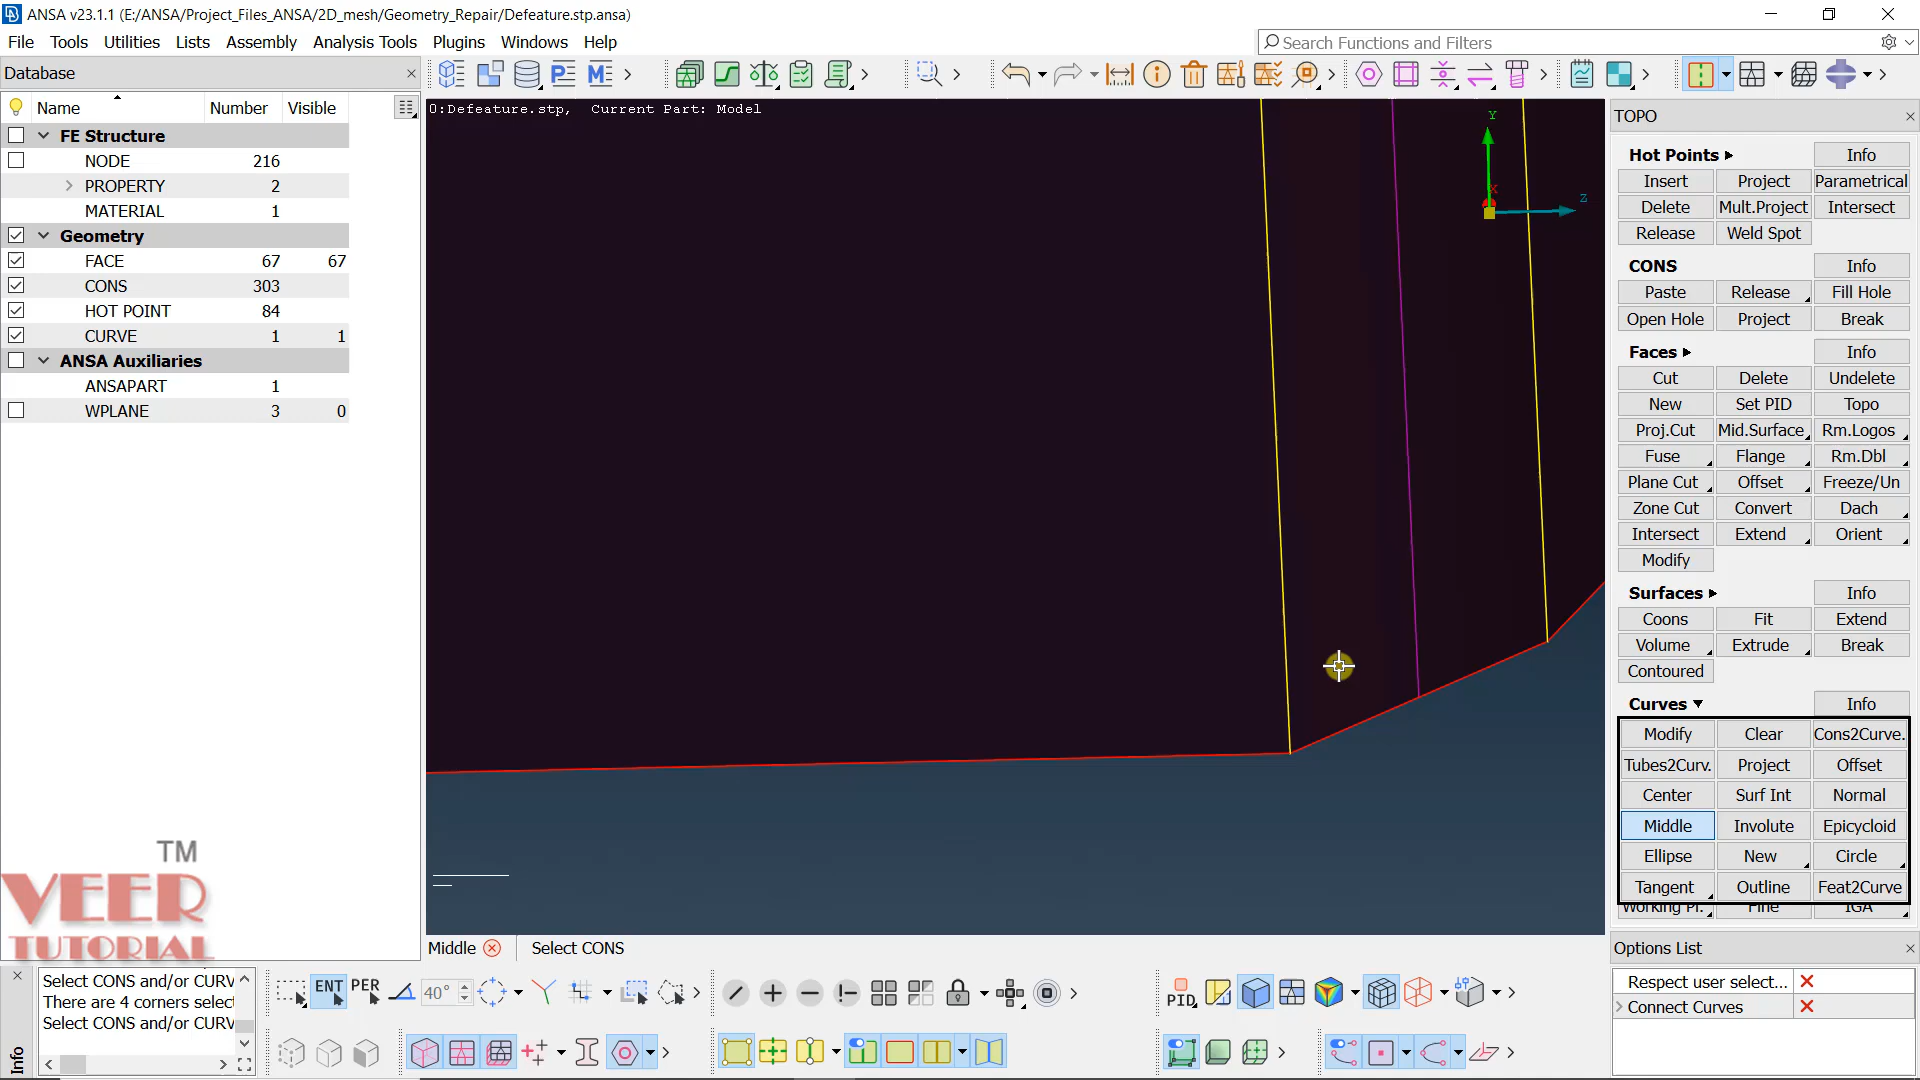 ANSA v23.1.1 (E:/ANSA/Project_Files_ANSA/2D_mesh/Geometry_Repair/Defeature.stp.ansa)
File Tools Utilities Lists Assembly Analysis Tools Plugins Windows Help
Search Functions and Filters
Database
Name Number Visible
FE Structure
NODE 216
PROPERTY 2
MATERIAL 1
Geometry
FACE 67 67
CONS 303
HOT POINT 84
CURVE 1 1
ANSA Auxiliaries
ANSAPART 1
WPLANE 3 0
0:Defeature.stp, Current Part: Model
Y
X
Z
TOPO
Hot Points Info
Insert Project Parametrical
Delete Mult.Project Intersect
Release Weld Spot
CONS Info
Paste Release Fill Hole
Open Hole Project Break
Faces Info
Cut Delete Undelete
New Set PID Topo
Proj.Cut Mid.Surface Rm.Logos
Fuse Flange Rm.Dbl
Plane Cut Offset Freeze/Un
Zone Cut Convert Dach
Intersect Extend Orient
Modify
Surfaces Info
Coons Fit Extend
Volume Extrude Break
Contoured
Curves Info
Modify Clear Cons2Curve.
Tubes2Curv. Project Offset
Center Surf Int Normal
Middle Involute Epicycloid
Ellipse New Circle
Tangent Outline Feat2Curve
Working Pl. Fine IGA
TM
VEER
TUTORIAL
Middle Select CONS
Options List
Respect user select...
Connect Curves
Info
Select CONS and/or CURV
There are 4 corners select
Select CONS and/or CURV
ENT PER 40°
PID